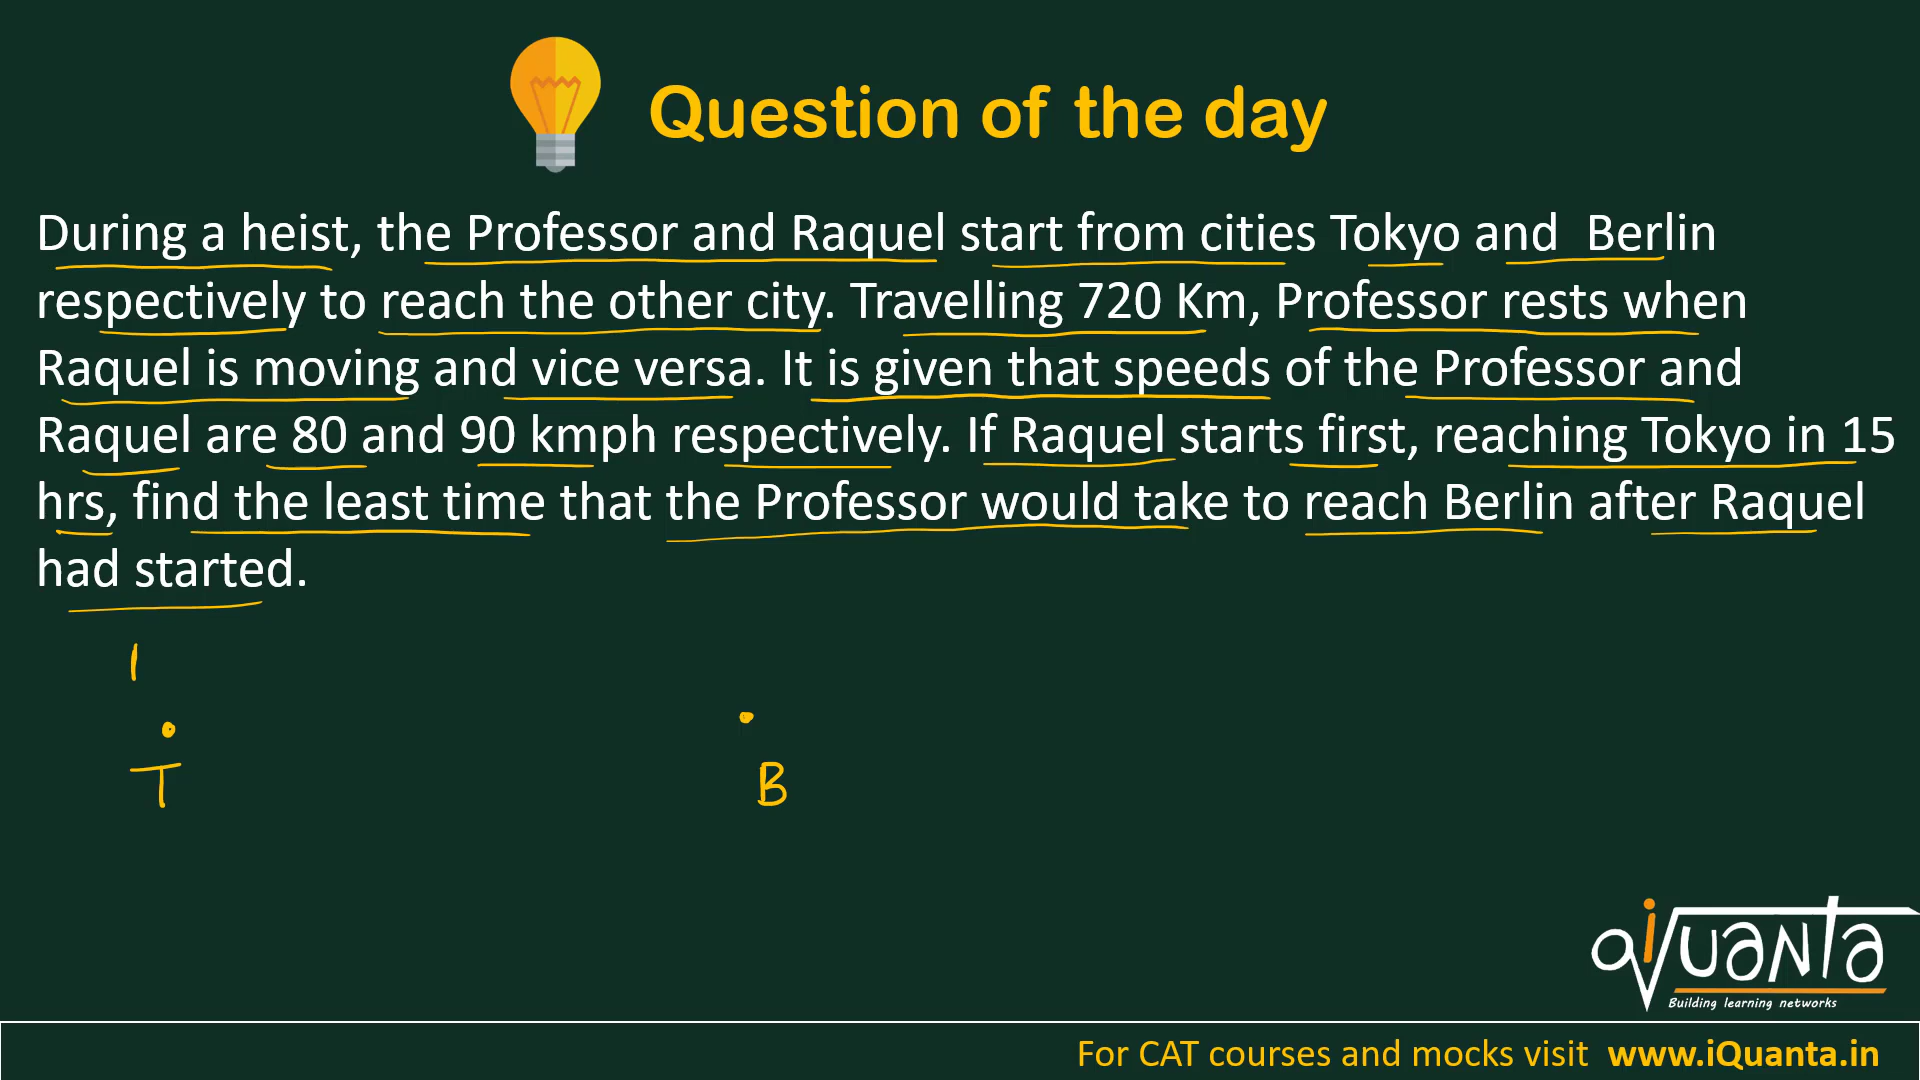 Question of the day
During a heist, the Professor and Raquel start from cities Tokyo and Berlin
respectively to reach the other city. Travelling 720 Km, Professor rests when
Raquel is moving and vice versa. It is given that speeds of the Professor and
Raquel are 80 and 90 kmph respectively. If Raquel starts first, reaching Tokyo in 15
hrs, find the least time that the Professor would take to reach Berlin after Raquel
had started.
T
B
iQuanta
Building learning networks
For CAT courses and mocks visit www.iQuanta.in